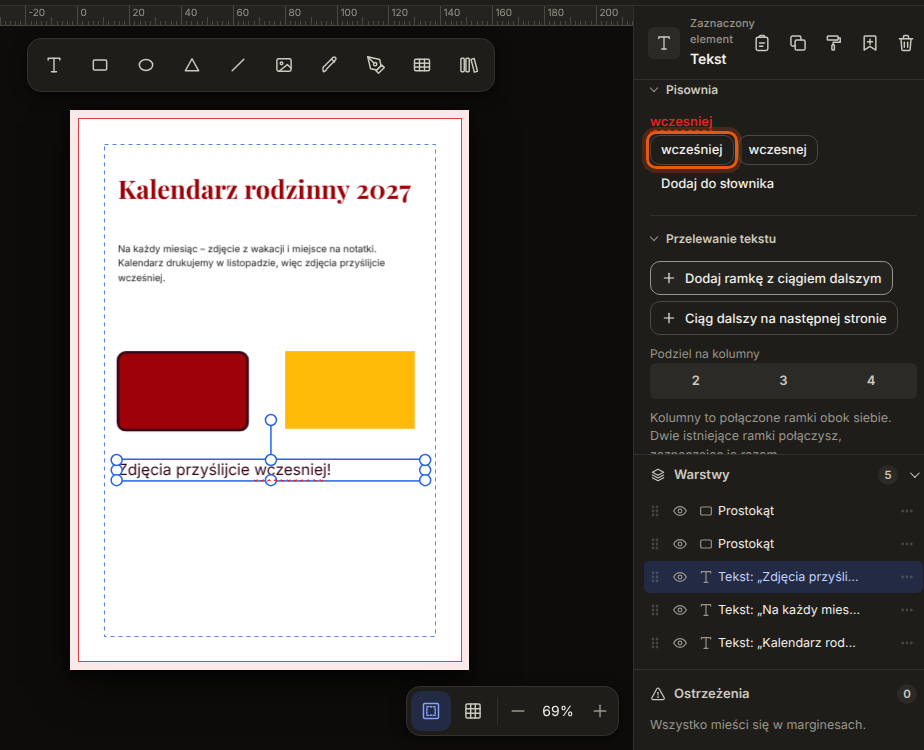 -20 0 20 40 60 80 100 120 140 160 180 200
Zaznaczony
element
Tekst
Pisownia
wczesniej
wcześniej wczesnej
Dodaj do słownika
Przelewanie tekstu
Dodaj ramkę z ciągiem dalszym
Ciąg dalszy na następnej stronie
Podziel na kolumny
2 3 4
Kolumny to połączone ramki obok siebie.
Dwie istniejące ramki połączysz,
zaznaczając je razem
Warstwy 5
Prostokąt
Prostokąt
Tekst: „Zdjęcia przyśli...
Tekst: „Na każdy mies...
Tekst: „Kalendarz rod...
Ostrzeżenia 0
Wszystko mieści się w marginesach.
Kalendarz rodzinny 2027
Na każdy miesiąc – zdjęcie z wakacji i miejsce na notatki.
Kalendarz drukujemy w listopadzie, więc zdjęcia przyślijcie
wcześniej.
Zdjęcia przyślijcie wczesniej!
69%